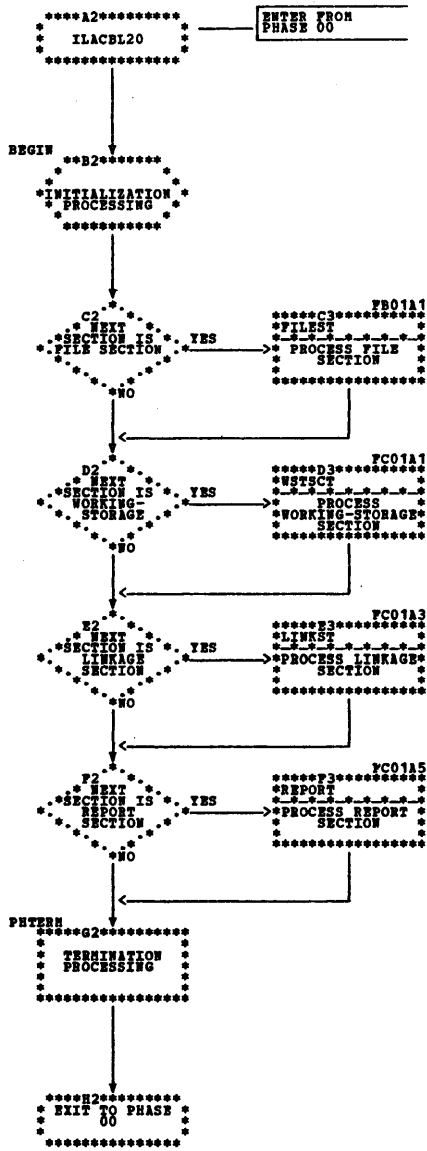 A2
ILACBL20
ENTER FROM
PHASE 00
BEGIN
B2
INITIALIZATION
PROCESSING
C2
NEXT
SECTION IS
FILE SECTION
YES
NO
FB01A1
C3
FILEST
PROCESS FILE
SECTION
D2
NEXT
SECTION IS
WORKING-
STORAGE
YES
NO
FC01A1
D3
WSTSCT
PROCESS
WORKING-STORAGE
SECTION
E2
NEXT
SECTION IS
LINKAGE
SECTION
YES
NO
FC01A3
E3
LINKST
PROCESS LINKAGE
SECTION
F2
NEXT
SECTION IS
REPORT
SECTION
YES
NO
FC01A5
F3
REPORT
PROCESS REPORT
SECTION
PHTERM
G2
TERMINATION
PROCESSING
H2
EXIT TO PHASE
00